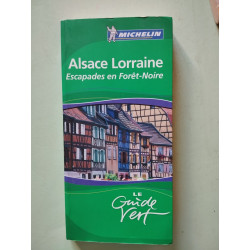 MICHELIN
Alsace Lorraine
Escapades en Forêt-Noire
LE
Guide
Vert